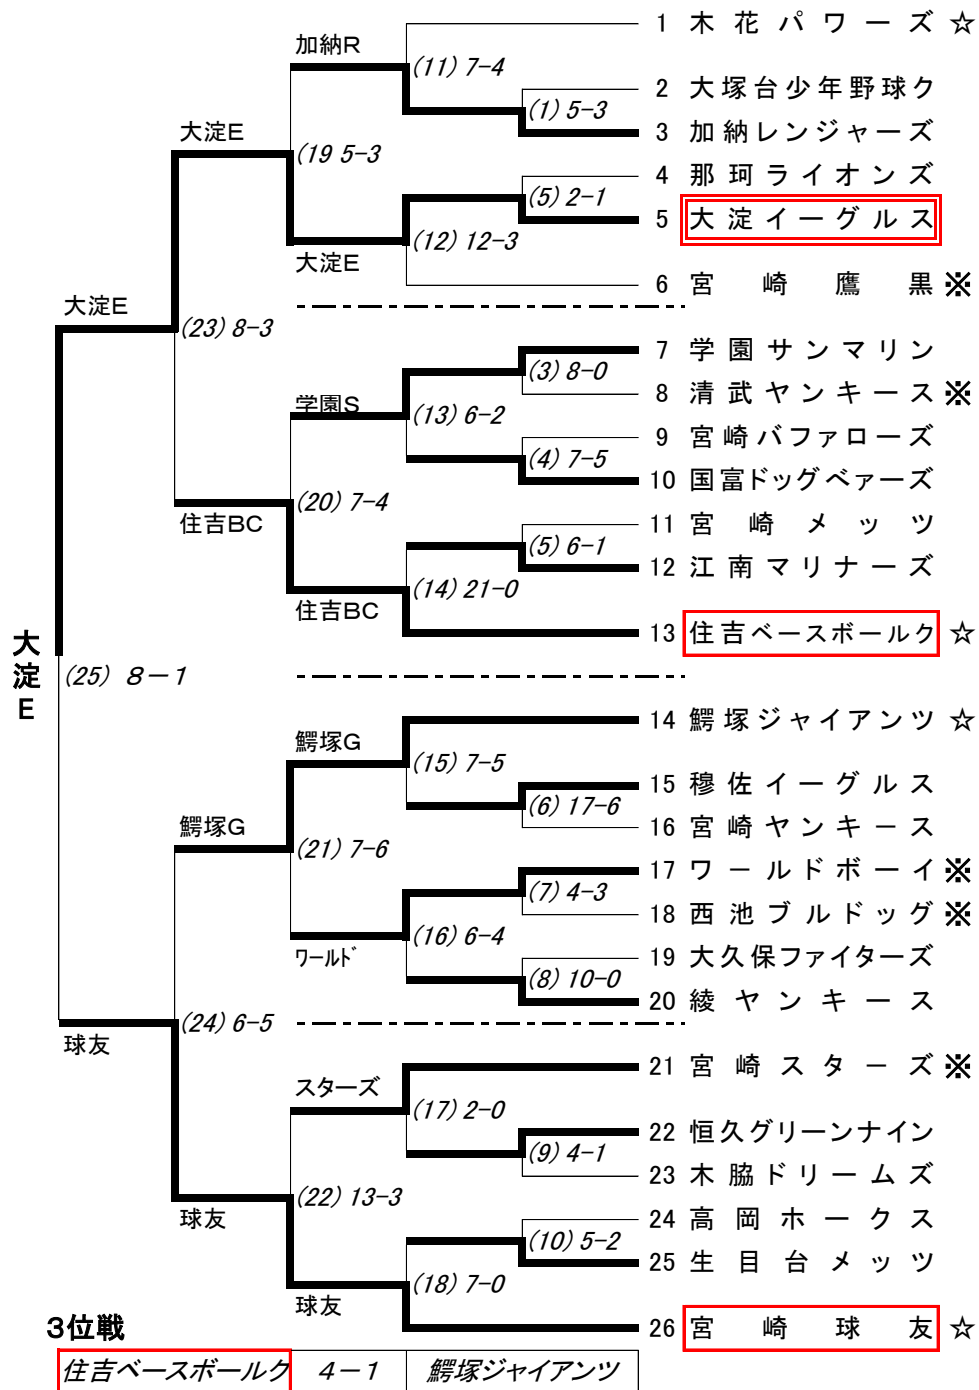 1 木花パワーズ ☆
加納R
(11) 7-4
2 大塚台少年野球ク
(1) 5-3
大淀E
3 加納レンジャーズ
(19 5-3
4 那珂ライオンズ
(5) 2-1
5 大淀イーグルス
(12) 12-3
大淀E
6 宮崎鷹黒 ※
大淀E
(23) 8-3
7 学園サンマリン
(3) 8-0
8 清武ヤンキース ※
学園S
(13) 6-2
9 宮崎バファローズ
(4) 7-5
10 国富ドッグベァーズ
(20) 7-4
住吉BC
11 宮崎メッツ
(5) 6-1
12 江南マリナーズ
(14) 21-0
住吉BC
13 住吉ベースボールク ☆
大淀E
(25) 8-1
14 鰐塚ジャイアンツ ☆
鰐塚G
(15) 7-5
15 穆佐イーグルス
(6) 17-6
鰐塚G
16 宮崎ヤンキース
(21) 7-6
17 ワールドボーイ ※
(7) 4-3
18 西池ブルドッグ ※
(16) 6-4
ワールド
19 大久保ファイターズ
(8) 10-0
20 綾ヤンキース
(24) 6-5
球友
21 宮崎スターズ ※
スターズ
(17) 2-0
22 恒久グリーンナイン
(9) 4-1
23 木脇ドリームズ
(22) 13-3
球友
24 高岡ホークス
(10) 5-2
25 生目台メッツ
(18) 7-0
球友
26 宮崎球友 ☆
3位戦
住吉ベースボールク 4-1 鰐塚ジャイアンツ